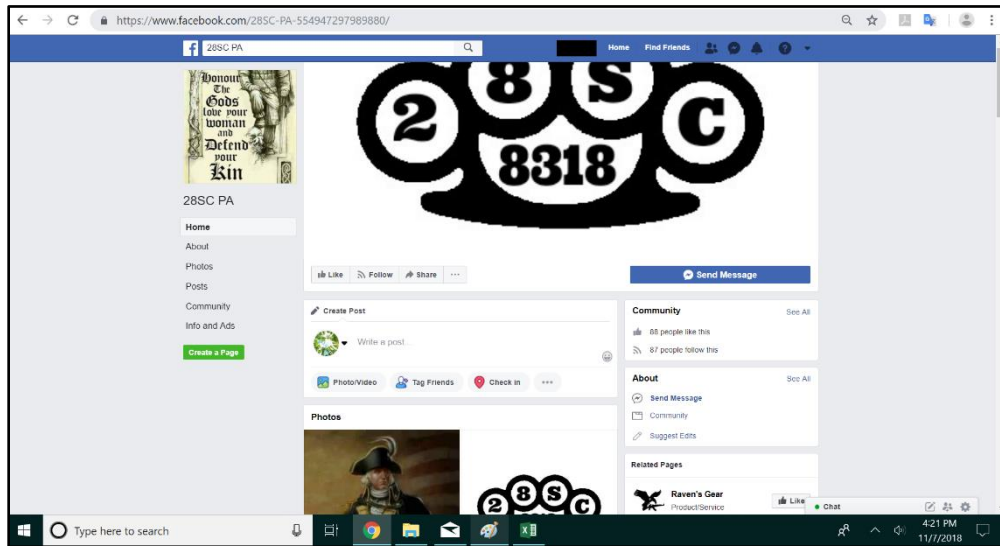 https://www.facebook.com/28SC-PA-554947297989880/
28SC PA
Home
Find Friends
Honour
The
Gods
love your
woman
and
Defend
your
Kin
2 8 S C
8318
28SC PA
Home
About
Photos
Posts
Community
Info and Ads
Create a Page
Like
Follow
Share
Send Message
Create Post
Write a post...
Photo/Video
Tag Friends
Check in
Photos
2 8 S C
Community
See All
88 people like this
87 people follow this
About
See All
Send Message
Community
Suggest Edits
Related Pages
Raven's Gear
Product/Service
Like
Chat
Type here to search
4:21 PM
11/7/2018